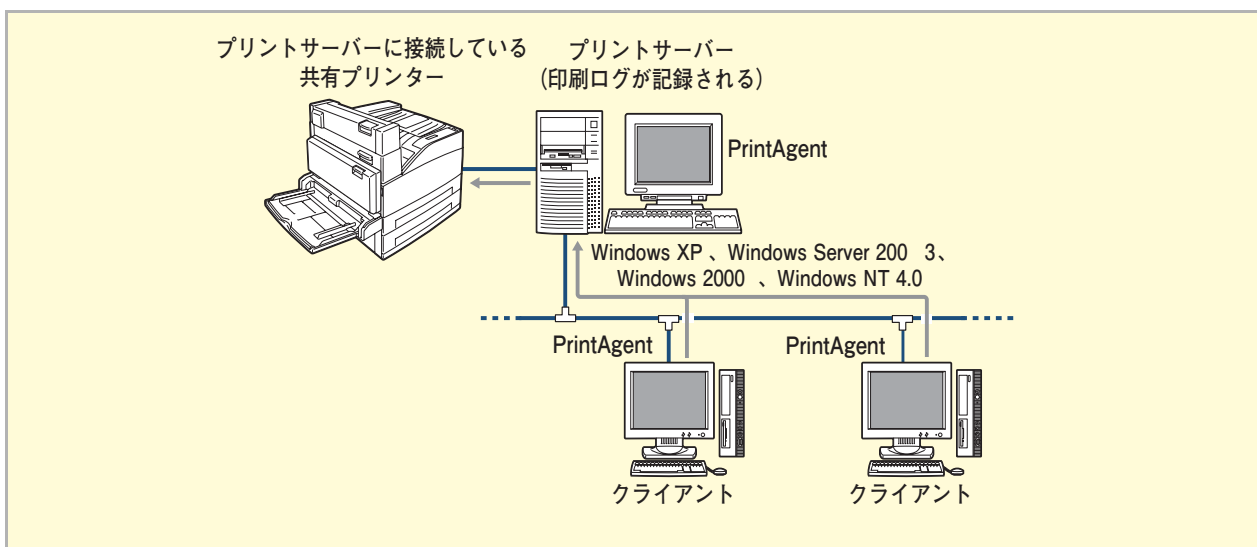 プリントサーバーに接続している
共有プリンター
プリントサーバー
(印刷ログが記録される)
PrintAgent
Windows XP 、Windows Server 200 3、
Windows 2000 、Windows NT 4.0
PrintAgent
PrintAgent
クライアント
クライアント